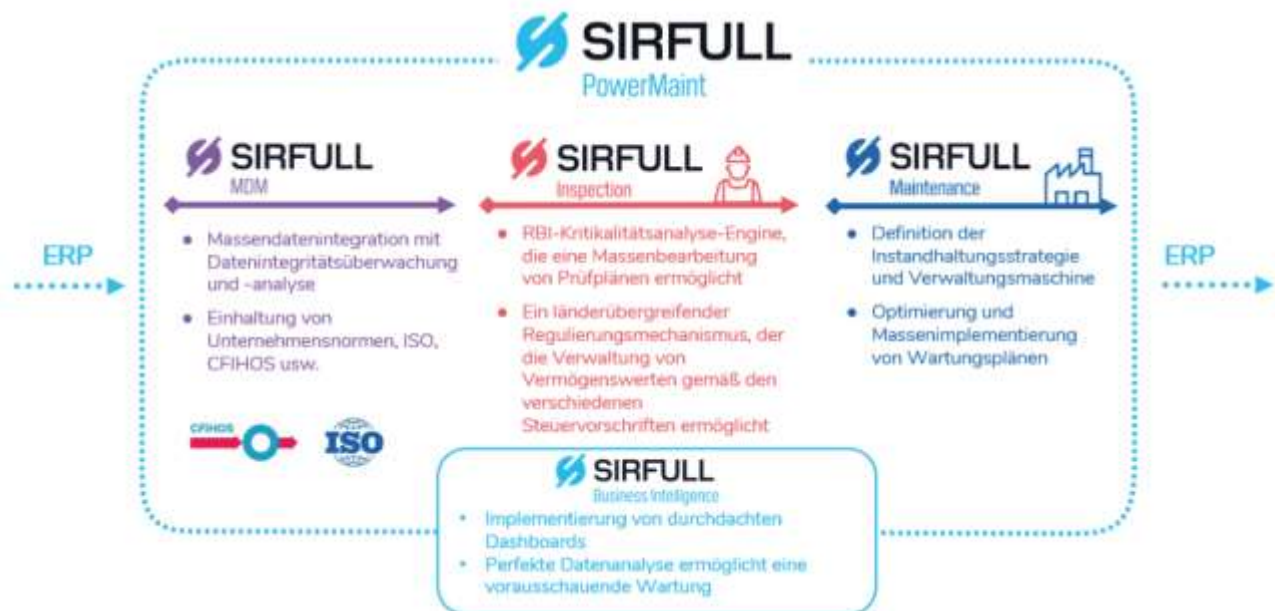 SIRFULL
PowerMaint
ERP
SIRFULL
MDM
• Massendatenintegration mit
Datenintegritätsüberwachung
und -analyse
• Einhaltung von
Unternehmensnormen, ISO,
CFIHOS usw.
CFIHOS
ISO
SIRFULL
Inspection
• RBI-Kritikalitätsanalyse-Engine,
die eine Massenbearbeitung
von Prüfplänen ermöglicht
• Ein länderübergreifender
Regulierungsmechanismus, der
die Verwaltung von
Vermögenswerten gemäß den
verschiedenen
Steuervorschriften ermöglicht
SIRFULL
Maintenance
• Definition der
Instandhaltungsstrategie
und Verwaltungsmaschine
• Optimierung und
Massenimplementierung
von Wartungsplänen
ERP
SIRFULL
Business Intelligence
• Implementierung von durchdachten
Dashboards
• Perfekte Datenanalyse ermöglicht eine
vorausschauende Wartung